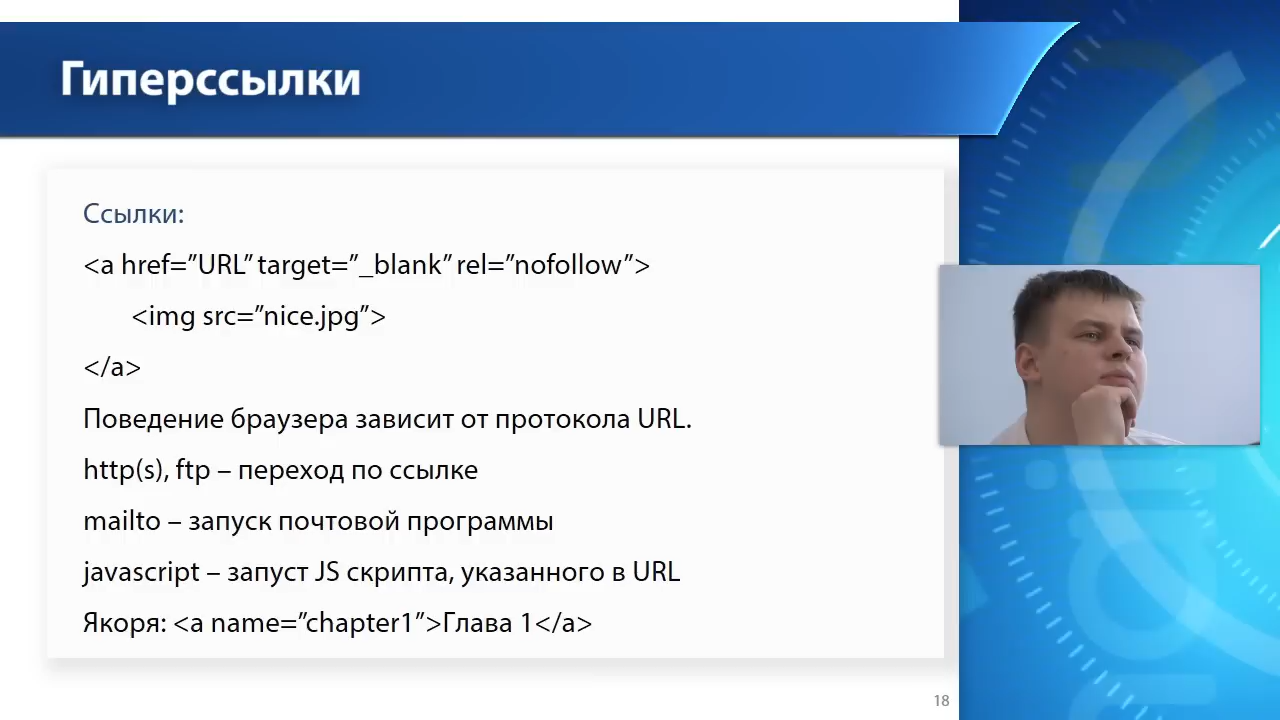 Гиперссылки
Ссылки:
<a href=”URL” target=”_blank” rel=”nofollow”>
<img src=”nice.jpg”>
</a>
Поведение браузера зависит от протокола URL.
http(s), ftp – переход по ссылке
mailto – запуск почтовой программы
javascript – запуст JS скрипта, указанного в URL
Якоря: <a name=”chapter1”>Глава 1</a>
18